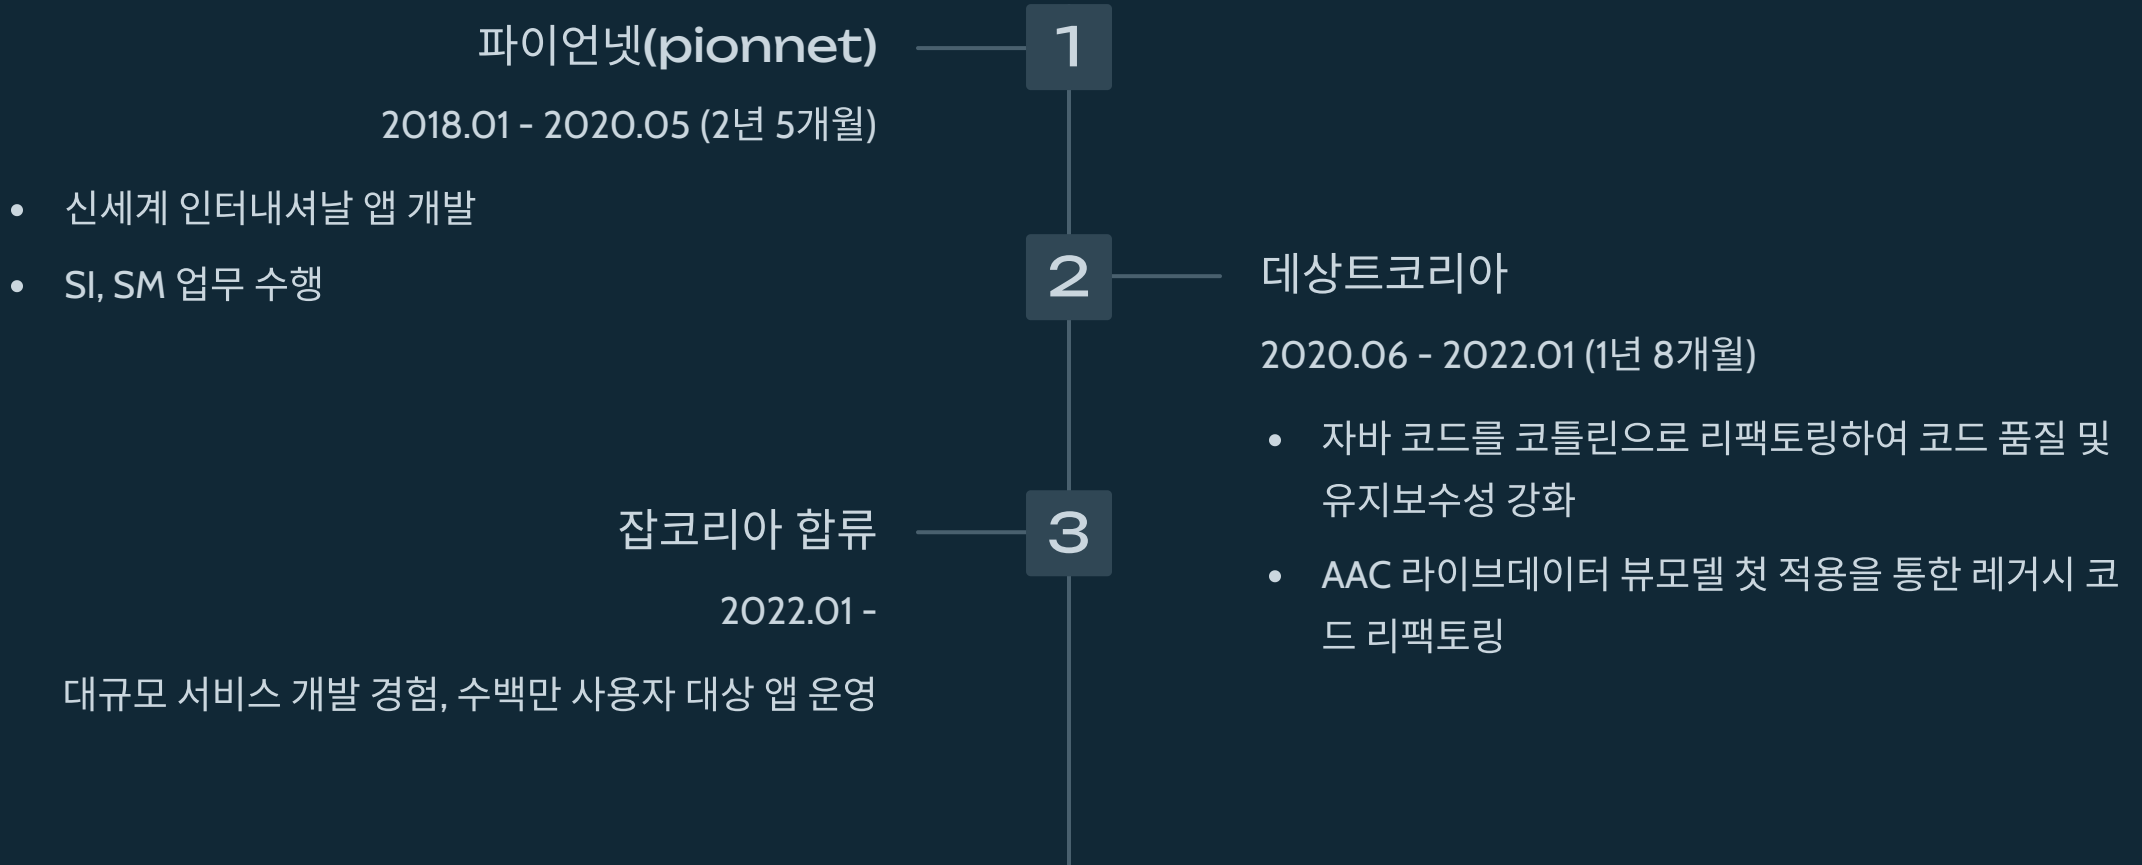 파이언넷(pionnet)
1
2018.01 - 2020.05 (2년 5개월)
• 신세계 인터내셔날 앱 개발
• SI, SM 업무 수행
2
데상트코리아
2020.06 - 2022.01 (1년 8개월)
• 자바 코드를 코틀린으로 리팩토링하여 코드 품질 및
유지보수성 강화
• AAC 라이브데이터 뷰모델 첫 적용을 통한 레거시 코
드 리팩토링
잡코리아 합류
3
2022.01 -
대규모 서비스 개발 경험, 수백만 사용자 대상 앱 운영